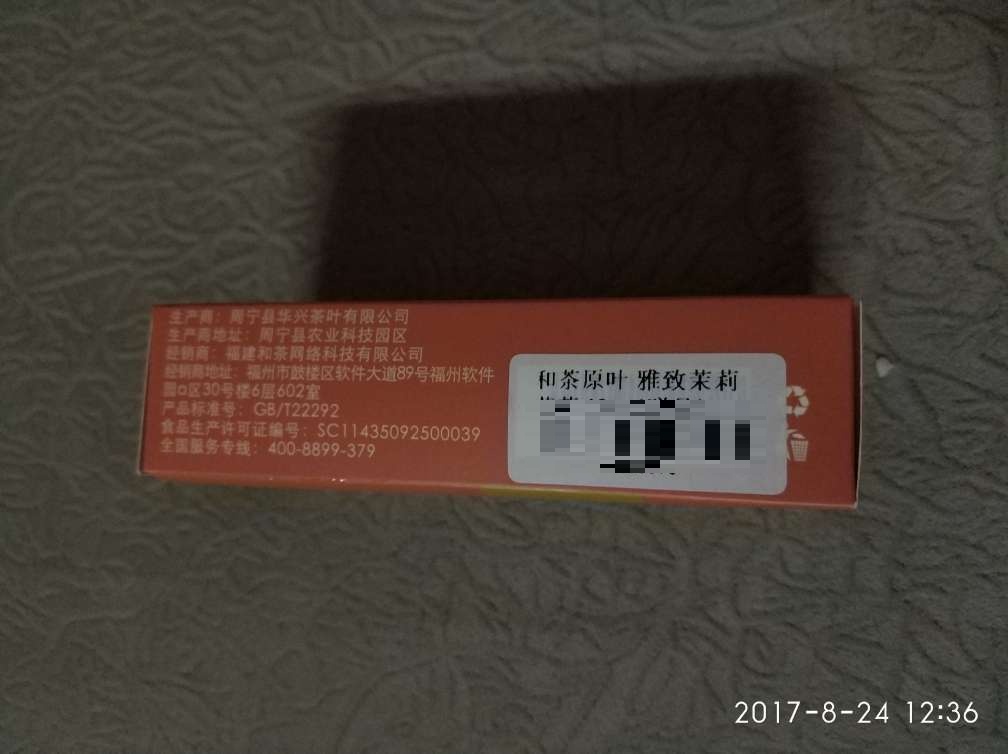 生产商：周宁县华兴茶叶有限公司
生产商地址：周宁县农业科技园区
经销商：福建和茶网络科技有限公司
经销商地址：福州市鼓楼区软件大道89号福州软件
园D区30号楼6层602室
产品标准号：GB/T22292
食品生产许可证编号：SC11435092500039
全国服务专线：400-8899-379
和茶原叶 雅致茉莉
2017-8-24 12:36